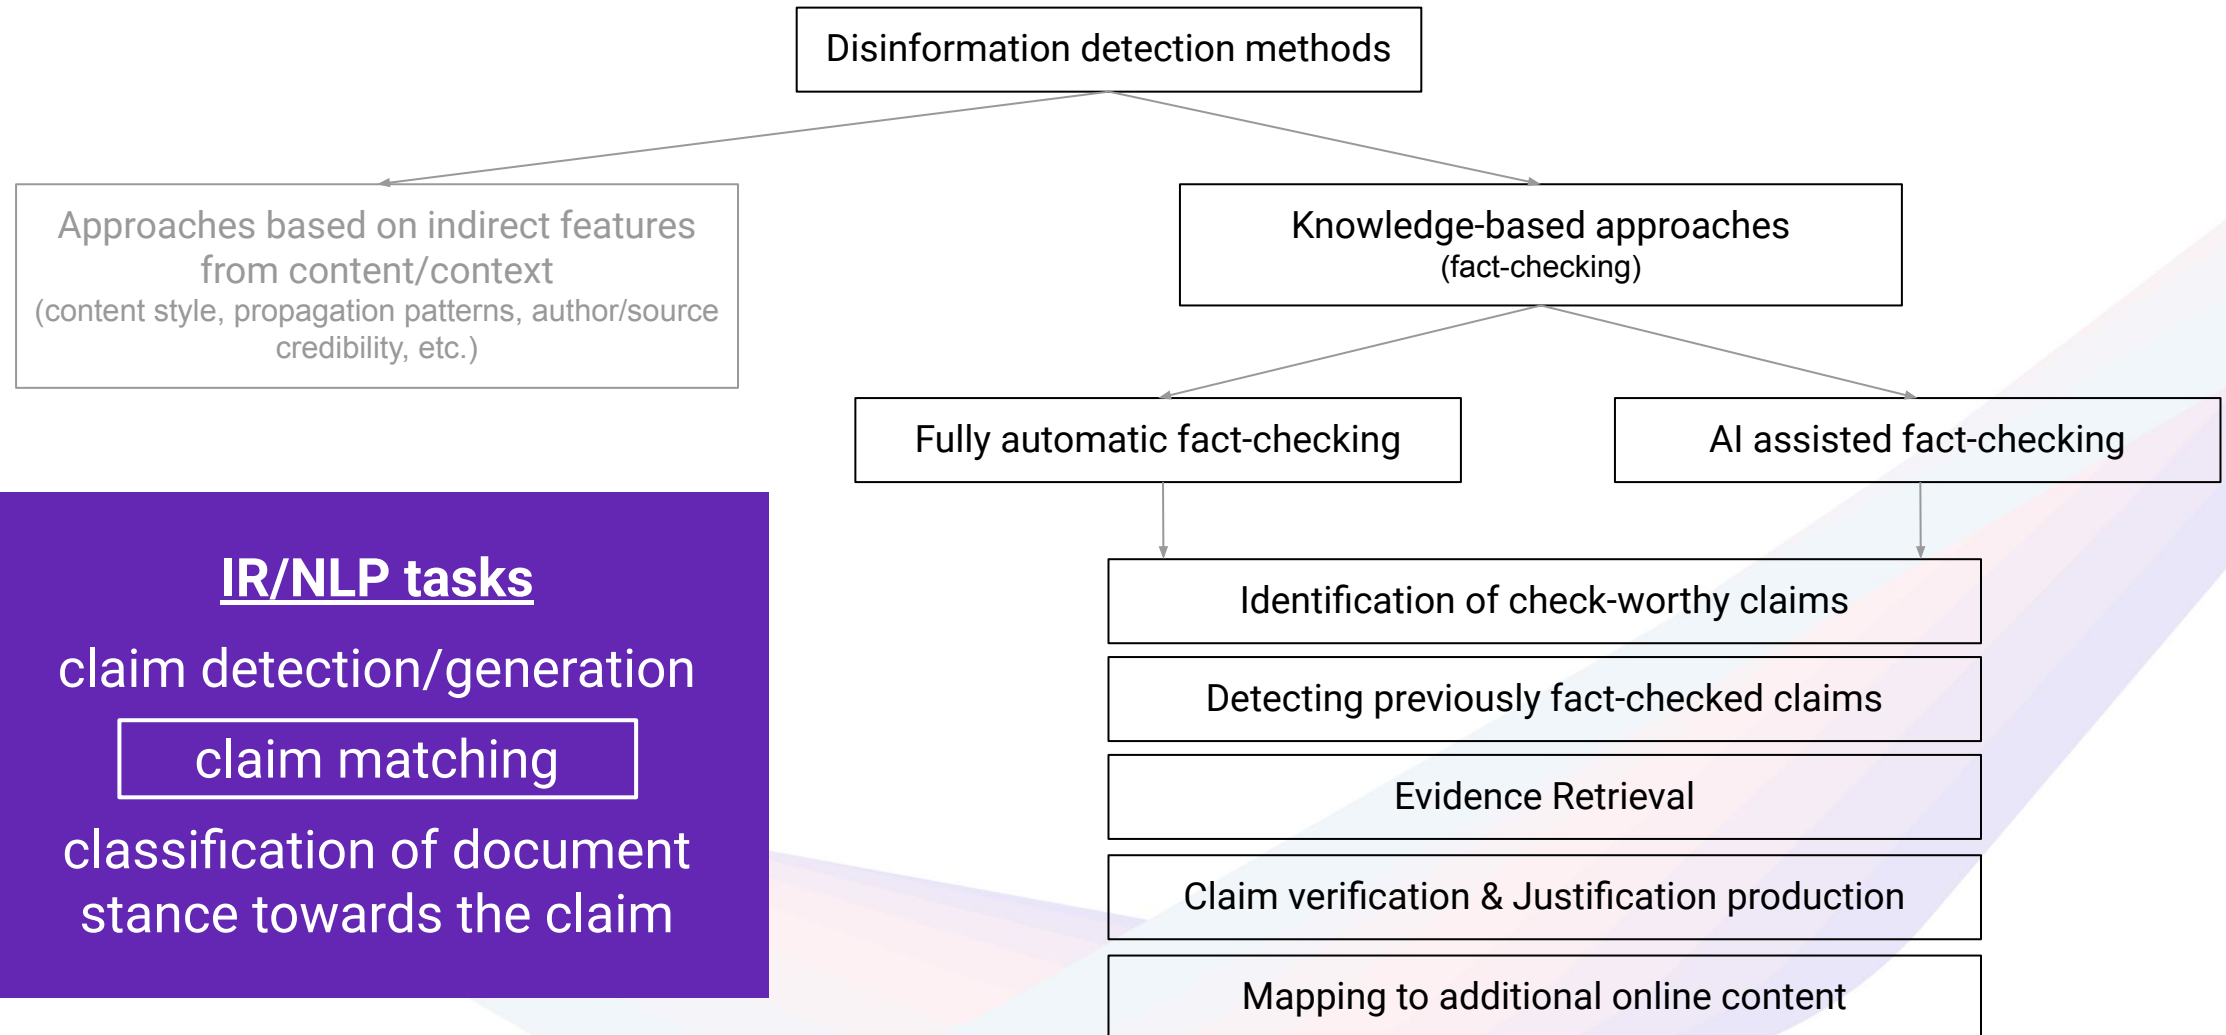 Disinformation detection methods
Approaches based on indirect features
from content/context
(content style, propagation patterns, author/source
credibility, etc.)
Knowledge-based approaches
(fact-checking)
Fully automatic fact-checking
AI assisted fact-checking
IR/NLP tasks
claim detection/generation
claim matching
classification of document
stance towards the claim
Identification of check-worthy claims
Detecting previously fact-checked claims
Evidence Retrieval
Claim verification & Justification production
Mapping to additional online content